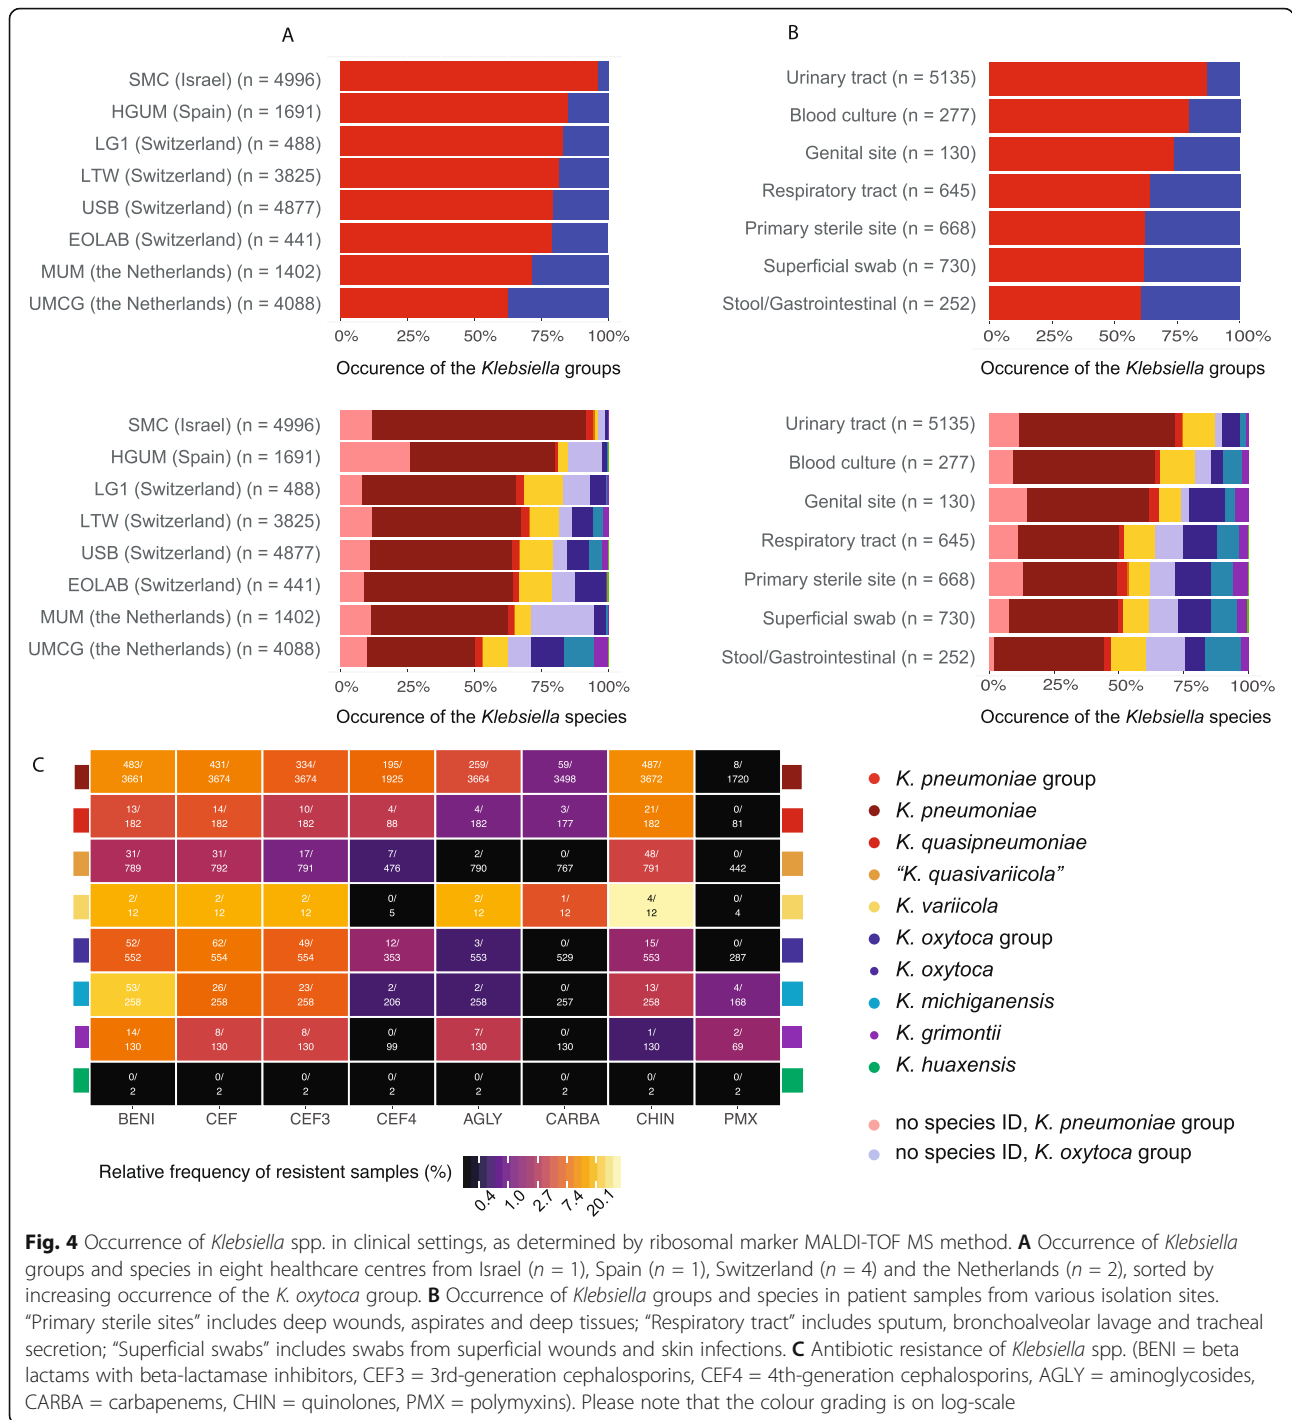 A
SMC (Israel) (n = 4996)
HGUM (Spain) (n = 1691)
LG1 (Switzerland) (n = 488)
LTW (Switzerland) (n = 3825)
USB (Switzerland) (n = 4877)
EOLAB (Switzerland) (n = 441)
MUM (the Netherlands) (n = 1402)
UMCG (the Netherlands) (n = 4088)
0% 25% 50% 75% 100%
Occurence of the Klebsiella groups
B
Urinary tract (n = 5135)
Blood culture (n = 277)
Genital site (n = 130)
Respiratory tract (n = 645)
Primary sterile site (n = 668)
Superficial swab (n = 730)
Stool/Gastrointestinal (n = 252)
0% 25% 50% 75% 100%
Occurence of the Klebsiella groups
SMC (Israel) (n = 4996)
HGUM (Spain) (n = 1691)
LG1 (Switzerland) (n = 488)
LTW (Switzerland) (n = 3825)
USB (Switzerland) (n = 4877)
EOLAB (Switzerland) (n = 441)
MUM (the Netherlands) (n = 1402)
UMCG (the Netherlands) (n = 4088)
0% 25% 50% 75% 100%
Occurence of the Klebsiella species
Urinary tract (n = 5135)
Blood culture (n = 277)
Genital site (n = 130)
Respiratory tract (n = 645)
Primary sterile site (n = 668)
Superficial swab (n = 730)
Stool/Gastrointestinal (n = 252)
0% 25% 50% 75% 100%
Occurence of the Klebsiella species
C
483/ 431/ 334/ 195/ 259/ 59/ 487/ 8/
3661 3674 3674 1925 3664 3498 3672 1720
13/ 14/ 10/ 4/ 4/ 3/ 21/ 0/
182 182 182 88 182 177 182 81
31/ 31/ 17/ 7/ 2/ 0/ 48/ 0/
789 792 791 476 790 767 791 442
2/ 2/ 2/ 0/ 2/ 1/ 4/ 0/
12 12 12 5 12 12 12 4
52/ 62/ 49/ 12/ 3/ 0/ 15/ 0/
552 554 554 353 553 529 553 287
53/ 26/ 23/ 2/ 2/ 0/ 13/ 4/
258 258 258 206 258 257 258 168
14/ 8/ 8/ 0/ 7/ 0/ 1/ 2/
130 130 130 99 130 130 130 69
0/ 0/ 0/ 0/ 0/ 0/ 0/ 0/
2 2 2 2 2 2 2 2
BENI CEF CEF3 CEF4 AGLY CARBA CHIN PMX
Relative frequency of resistent samples (%)
0.4 1.0 2.7 7.4 20.1
K. pneumoniae group
K. pneumoniae
K. quasipneumoniae
“K. quasivariicola”
K. variicola
K. oxytoca group
K. oxytoca
K. michiganensis
K. grimontii
K. huaxensis
no species ID, K. pneumoniae group
no species ID, K. oxytoca group
Fig. 4 Occurrence of Klebsiella spp. in clinical settings, as determined by ribosomal marker MALDI-TOF MS method. A Occurrence of Klebsiella
groups and species in eight healthcare centres from Israel (n = 1), Spain (n = 1), Switzerland (n = 4) and the Netherlands (n = 2), sorted by
increasing occurrence of the K. oxytoca group. B Occurrence of Klebsiella groups and species in patient samples from various isolation sites.
“Primary sterile sites” includes deep wounds, aspirates and deep tissues; “Respiratory tract” includes sputum, bronchoalveolar lavage and tracheal
secretion; “Superficial swabs” includes swabs from superficial wounds and skin infections. C Antibiotic resistance of Klebsiella spp. (BENI = beta
lactams with beta-lactamase inhibitors, CEF3 = 3rd-generation cephalosporins, CEF4 = 4th-generation cephalosporins, AGLY = aminoglycosides,
CARBA = carbapenems, CHIN = quinolones, PMX = polymyxins). Please note that the colour grading is on log-scale